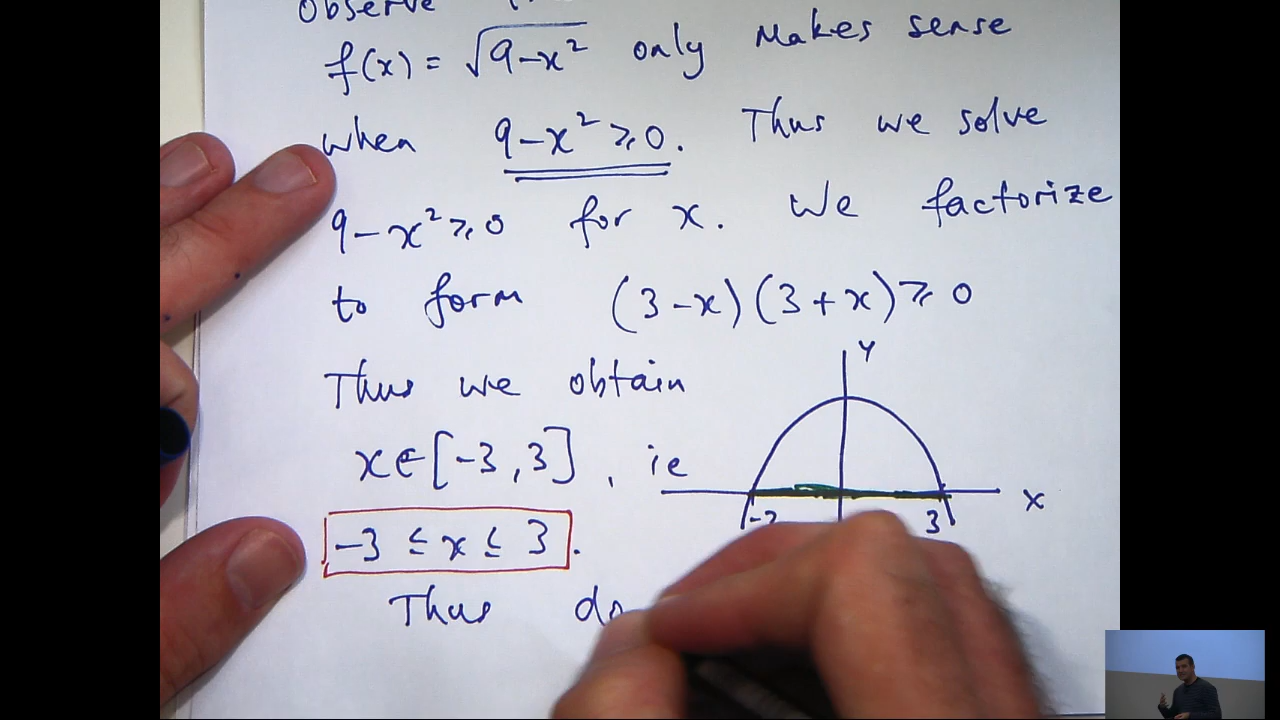 Observe
f(x) = √(9-x²) only makes sense
when 9-x² ⩾ 0. Thus we solve
9-x² ⩾ 0 for x. We factorize
to form (3-x)(3+x) ⩾ 0
Thus we obtain
x∈[-3,3], ie
-3 ≤ x ≤ 3.
Thus do
y
x
3